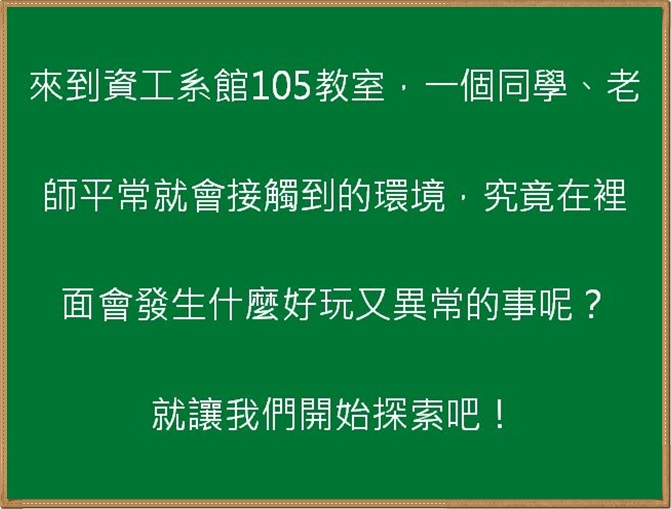 來到資工系館105教室，一個同學、老
師平常就會接觸到的環境，究竟在裡
面會發生什麼好玩又異常的事呢？
就讓我們開始探索吧！